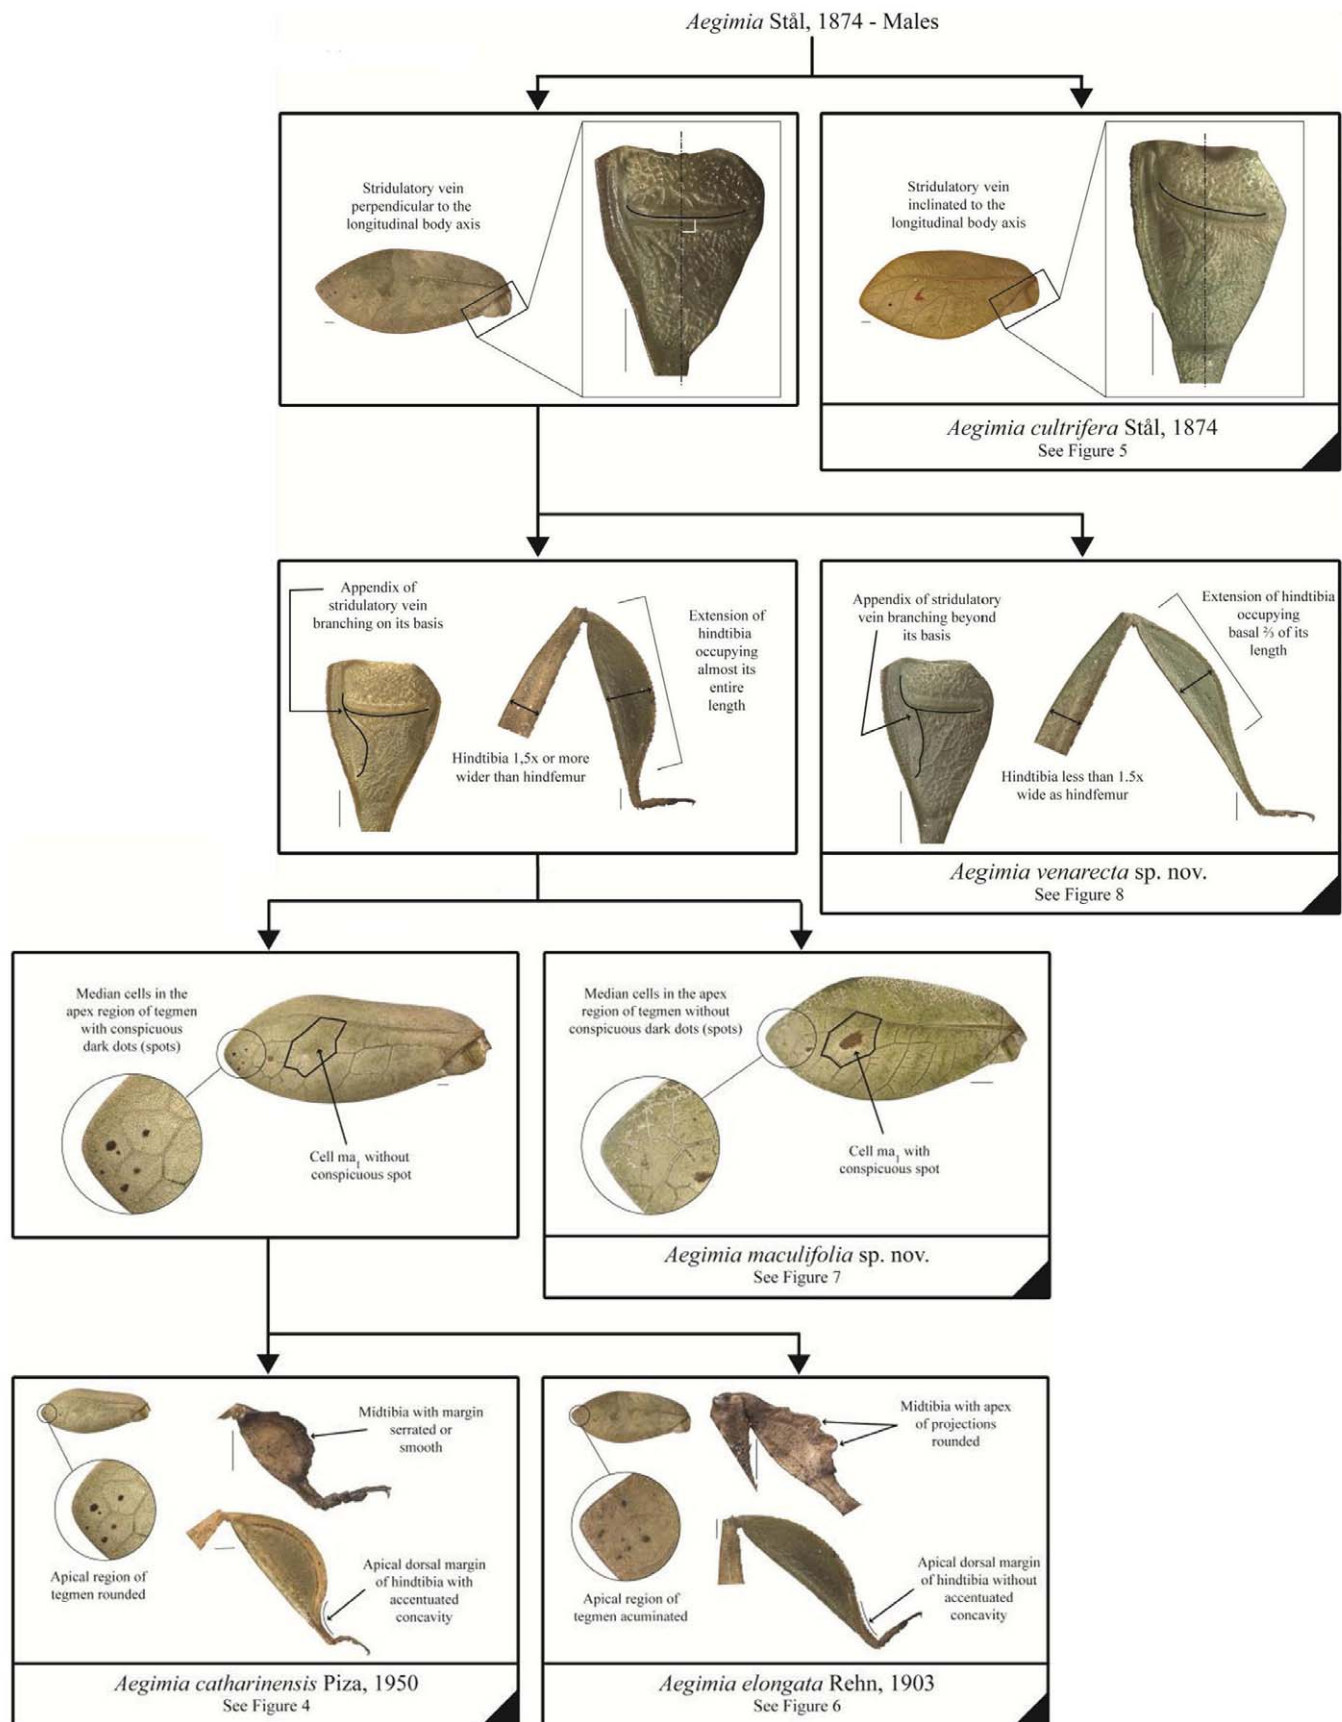 Aegimia Stål, 1874 - Males
Stridulatory vein
perpendicular to the
longitudinal body axis
Stridulatory vein
inclinated to the
longitudinal body axis
Aegimia cultrifera Stål, 1874
See Figure 5
Appendix of
stridulatory vein
branching on its basis
Extension of
hindtibia
occupying
almost its
entire
length
Hindtibia 1,5x or more
wider than hindfemur
Appendix of stridulatory
vein branching beyond
its basis
Extension of hindtibia
occupying
basal ⅔ of its
length
Hindtibia less than 1.5x
wide as hindfemur
Aegimia venarecta sp. nov.
See Figure 8
Median cells in the
apex region of tegmen
with conspicuous
dark dots (spots)
Cell ma₁ without
conspicuous spot
Median cells in the apex
region of tegmen without
conspicuous dark dots (spots)
Cell ma₁ with
conspicuous spot
Aegimia maculifolia sp. nov.
See Figure 7
Midtibia with margin
serrated or
smooth
Apical region of
tegmen rounded
Apical dorsal margin
of hindtibia with
accentuated
concavity
Aegimia catharinensis Piza, 1950
See Figure 4
Midtibia with apex
of projections
rounded
Apical region of
tegmen acuminated
Apical dorsal margin
of hindtibia without
accentuated
concavity
Aegimia elongata Rehn, 1903
See Figure 6